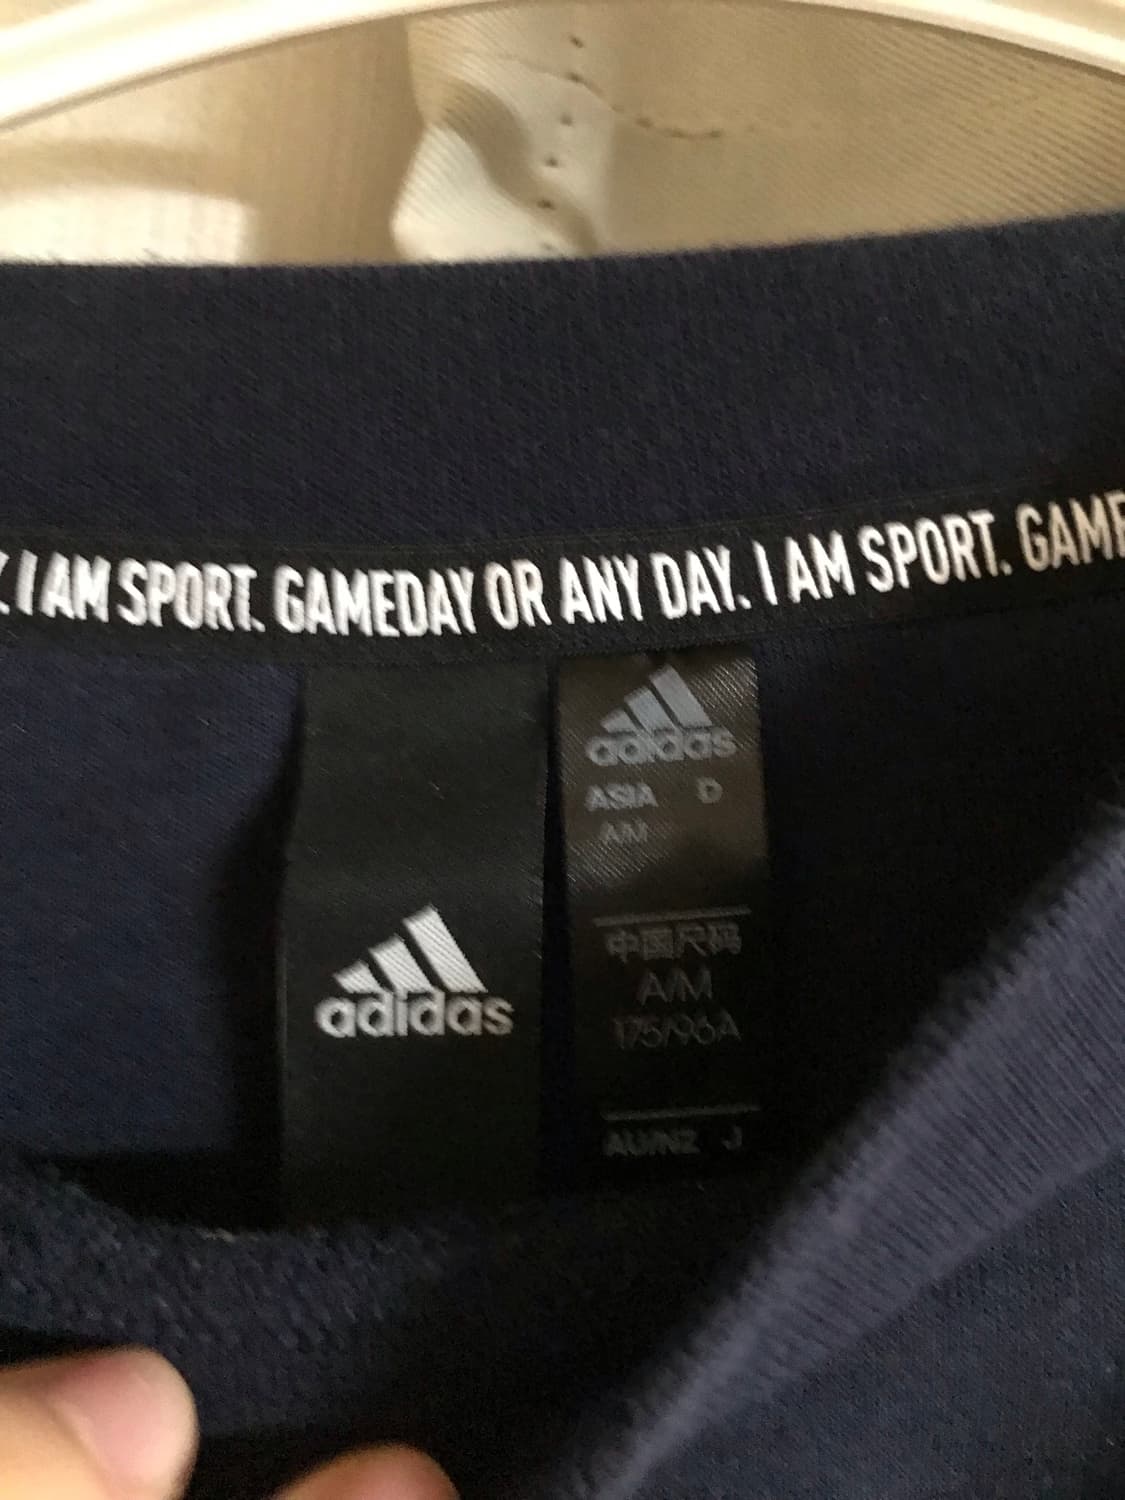 . I AM SPORT. GAMEDAY OR ANY DAY. I AM SPORT. GAME
adidas
adidas
ASIA D
A/M
中国尺码
A/M
175/96A
AU/NZ J